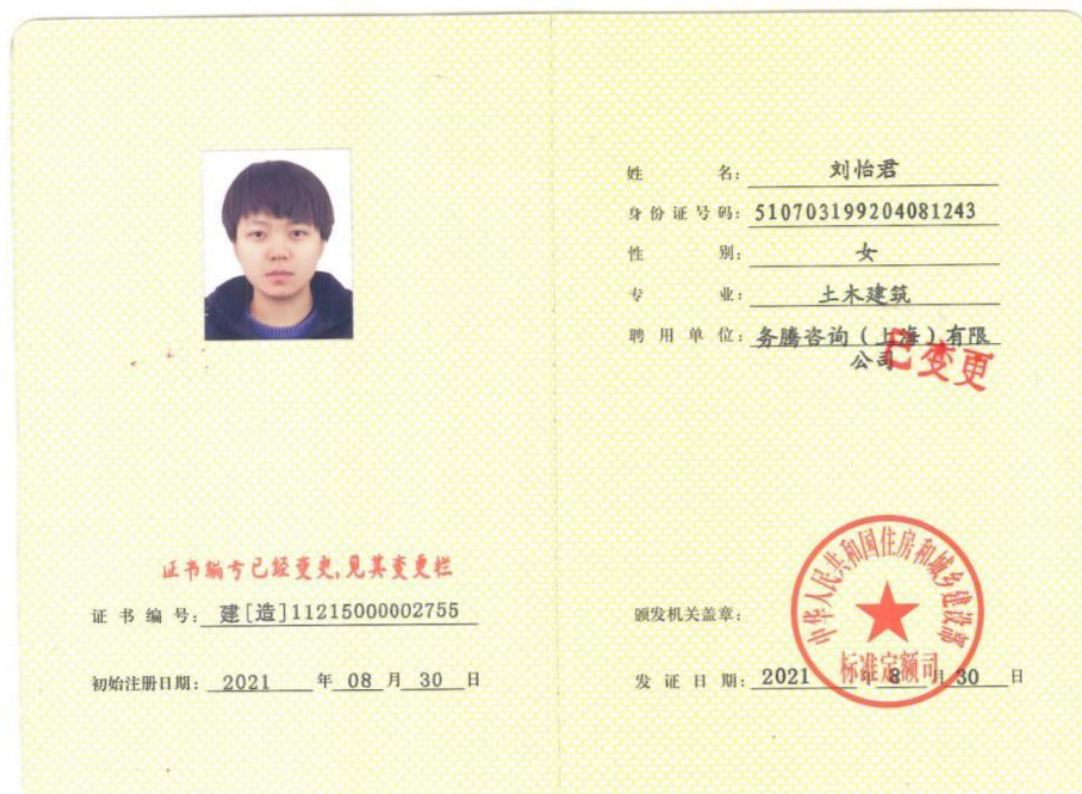 证书编号已经变更,见其变更栏
证书编号: 建[造]11215000002755
初始注册日期: 2021 年 08 月 30 日
姓名: 刘怡君
身份证号码: 510703199204081243
性别: 女
专业: 土木建筑
聘用单位: 务腾咨询(上海)有限
公司
已变更
颁发机关盖章:
中华人民共和国住房和城乡建设部
标准定额司
发证日期: 2021 年 8 月 30 日